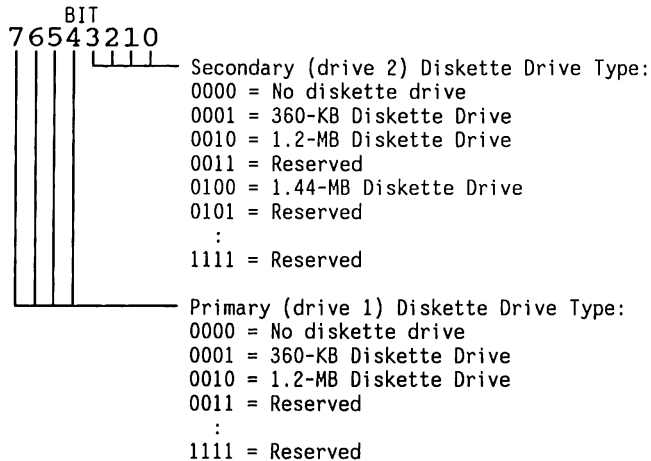 BIT
76543210
Secondary (drive 2) Diskette Drive Type:
0000 = No diskette drive
0001 = 360-KB Diskette Drive
0010 = 1.2-MB Diskette Drive
0011 = Reserved
0100 = 1.44-MB Diskette Drive
0101 = Reserved
:
1111 = Reserved
Primary (drive 1) Diskette Drive Type:
0000 = No diskette drive
0001 = 360-KB Diskette Drive
0010 = 1.2-MB Diskette Drive
0011 = Reserved
:
1111 = Reserved